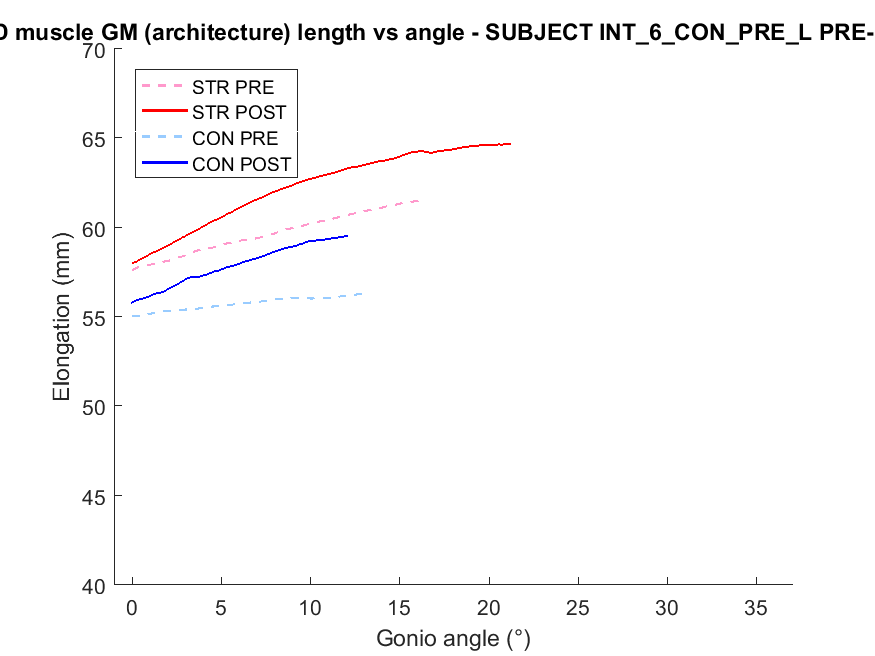 muscle GM (architecture) length vs angle - SUBJECT INT_6_CON_PRE_L PRE-
70
STR PRE
STR POST
CON PRE
CON POST
65
60
55
50
45
40
Elongation (mm)
0 5 10 15 20 25 30 35
Gonio angle (°)